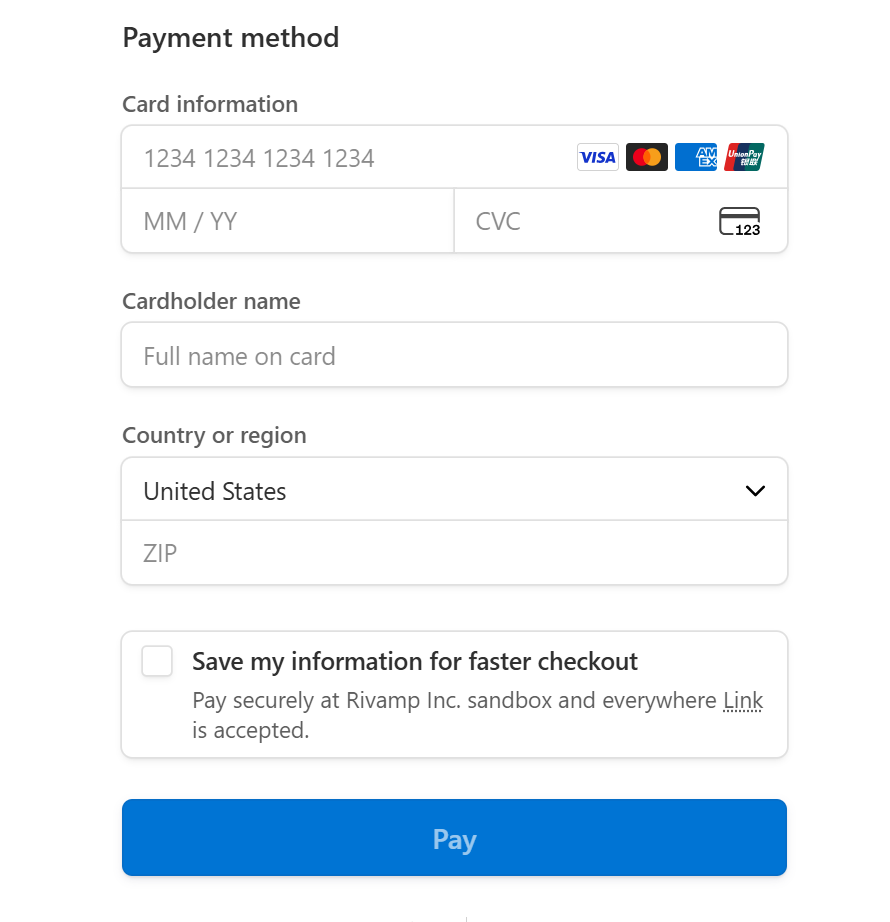 Payment method
Card information
1234 1234 1234 1234 VISA AM EX UnionPay 银联
MM / YY CVC 123
Cardholder name
Full name on card
Country or region
United States
ZIP
Save my information for faster checkout
Pay securely at Rivamp Inc. sandbox and everywhere Link
is accepted.
Pay